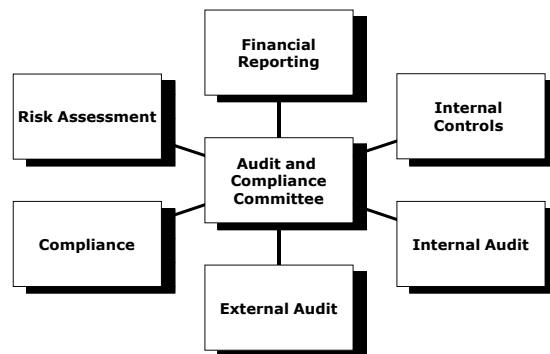 Financial
Reporting
Risk Assessment
Internal
Controls
Audit and
Compliance
Committee
Compliance
Internal Audit
External Audit